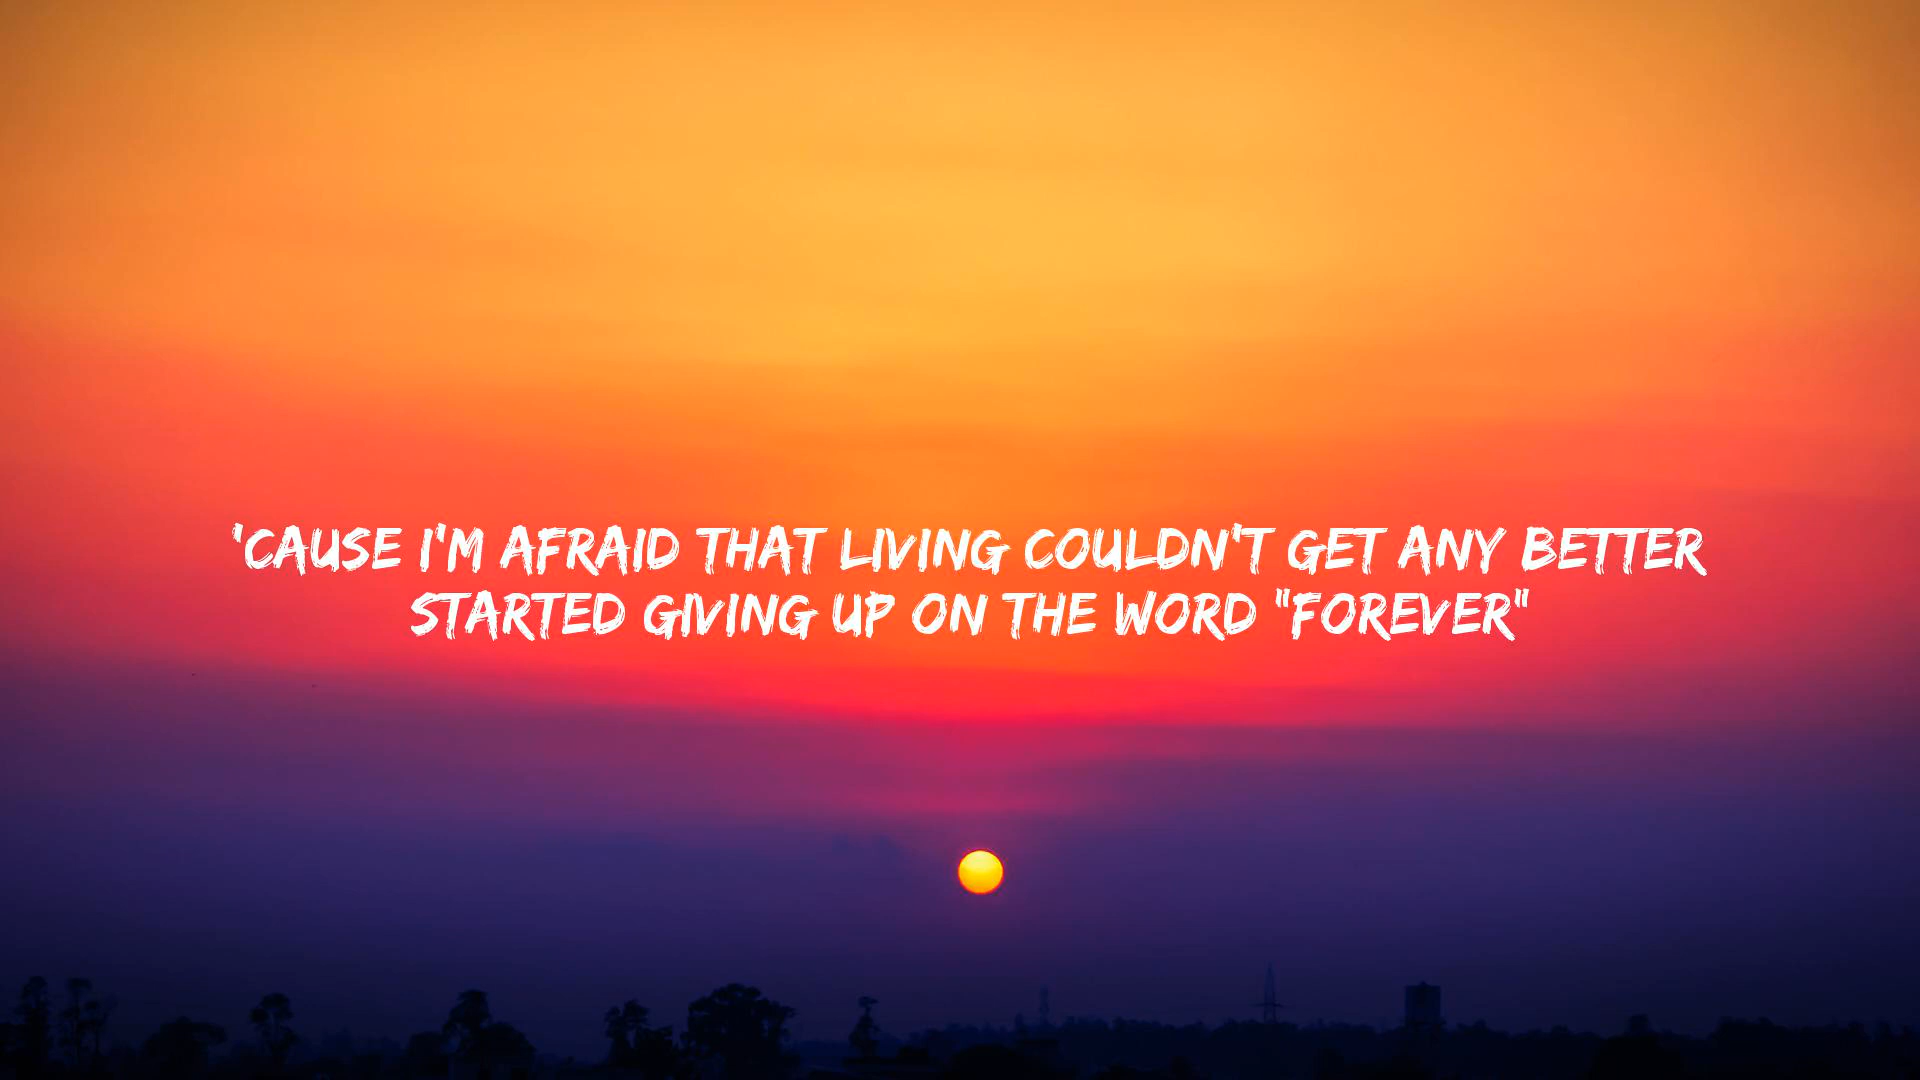 'CAUSE I'M AFRAID THAT LIVING COULDN'T GET ANY BETTER
STARTED GIVING UP ON THE WORD "FOREVER"